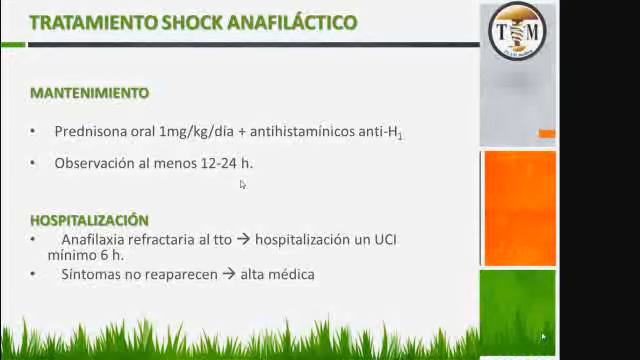 TRATAMIENTO SHOCK ANAFILÁCTICO
T M
MANTENIMIENTO
• Prednisona oral 1mg/kg/día + antihistamínicos anti-H1
• Observación al menos 12-24 h.
HOSPITALIZACIÓN
• Anafilaxia refractaria al tto → hospitalización un UCI
mínimo 6 h.
• Síntomas no reaparecen → alta médica